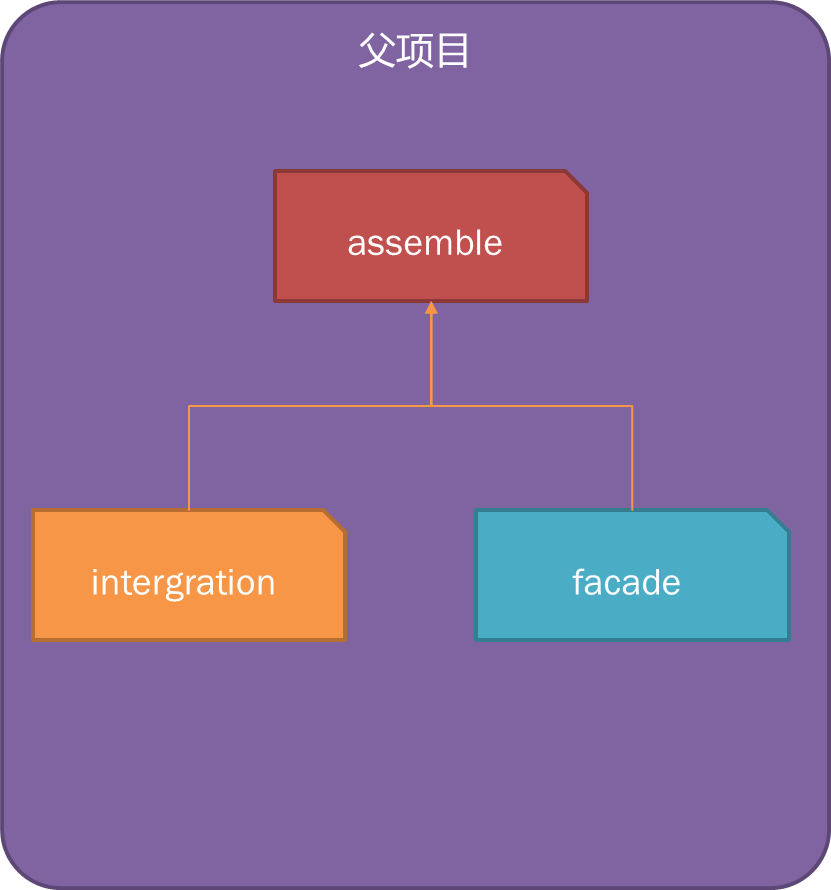 父项目
assemble
intergration
facade